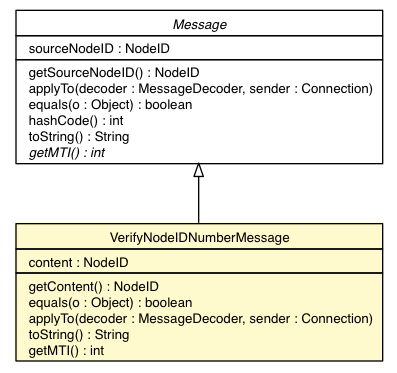 Message
sourceNodeID : NodeID
getSourceNodeID() : NodeID
applyTo(decoder : MessageDecoder, sender : Connection)
equals(o : Object) : boolean
hashCode() : int
toString() : String
getMTI() : int
VerifyNodeIDNumberMessage
content : NodeID
getContent() : NodeID
equals(o : Object) : boolean
applyTo(decoder : MessageDecoder, sender : Connection)
toString() : String
getMTI() : int